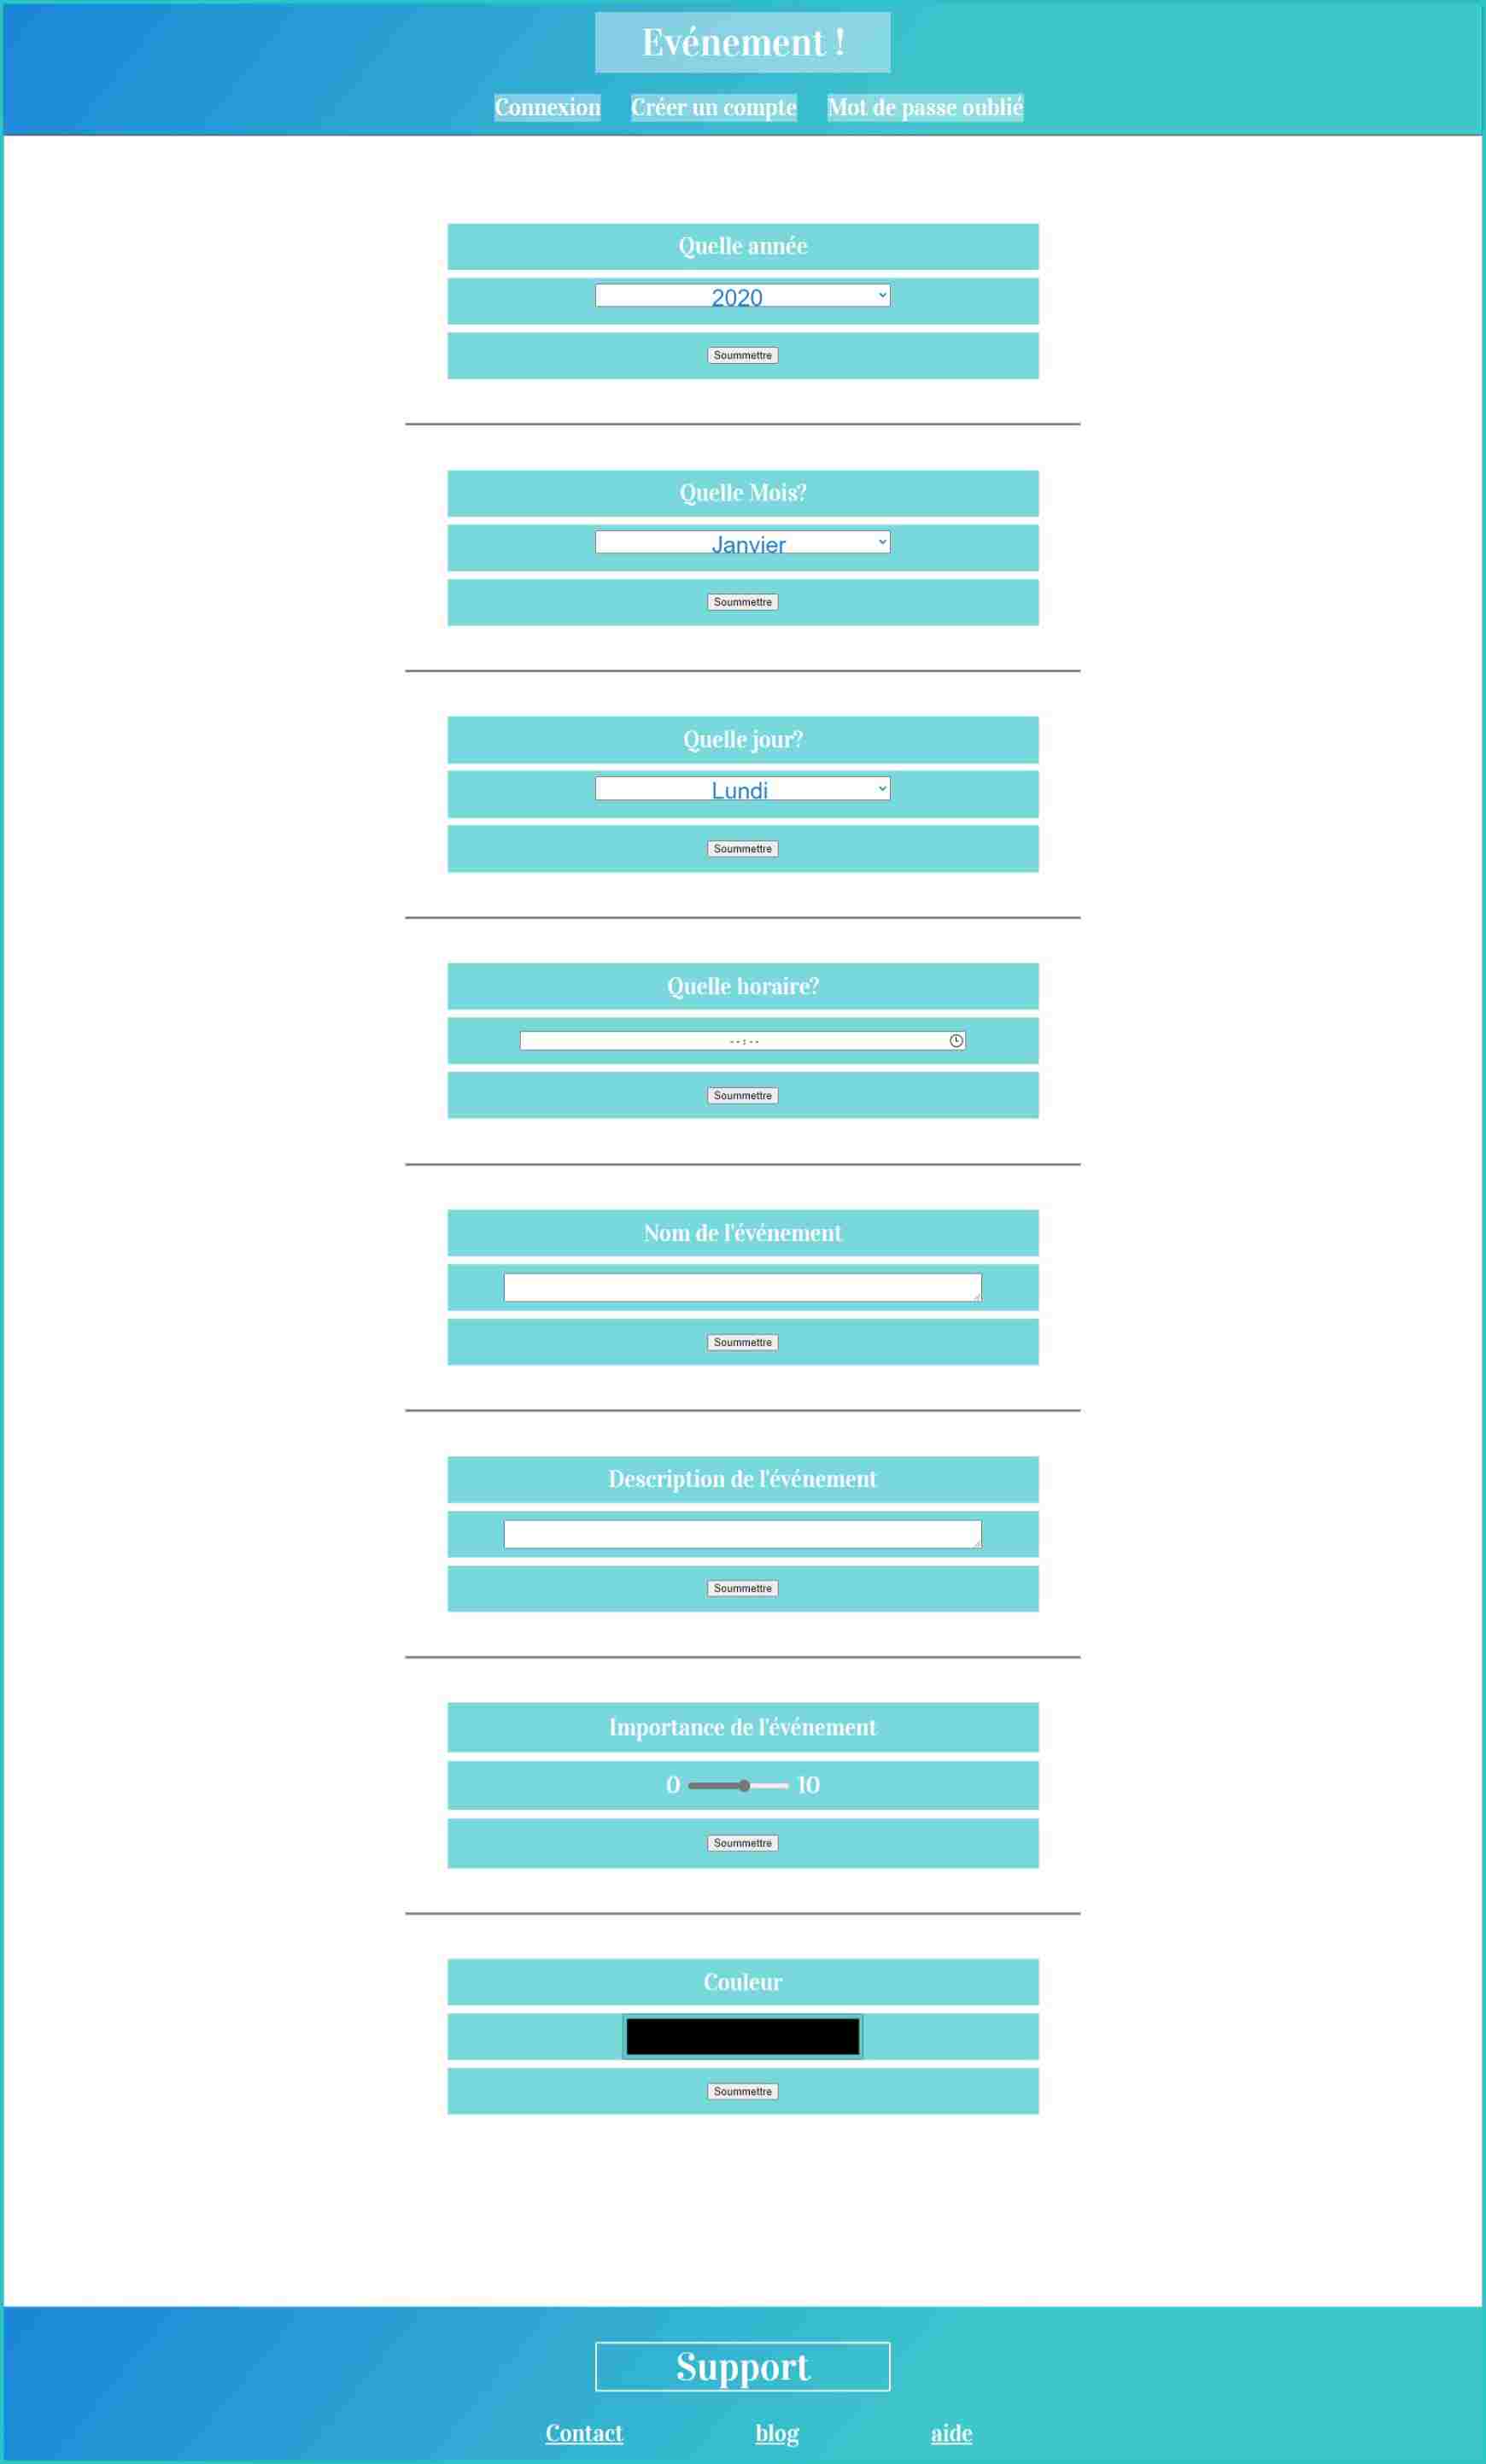 Evénement !
Connexion Créer un compte Mot de passe oublié
Quelle année
2020
Soummettre
Quelle Mois?
Janvier
Soummettre
Quelle jour?
Lundi
Soummettre
Quelle horaire?
--:--
Soummettre
Nom de l'événement
Soummettre
Description de l'événement
Soummettre
Importance de l'événement
0 10
Soummettre
Couleur
Soummettre
Support
Contact blog aide